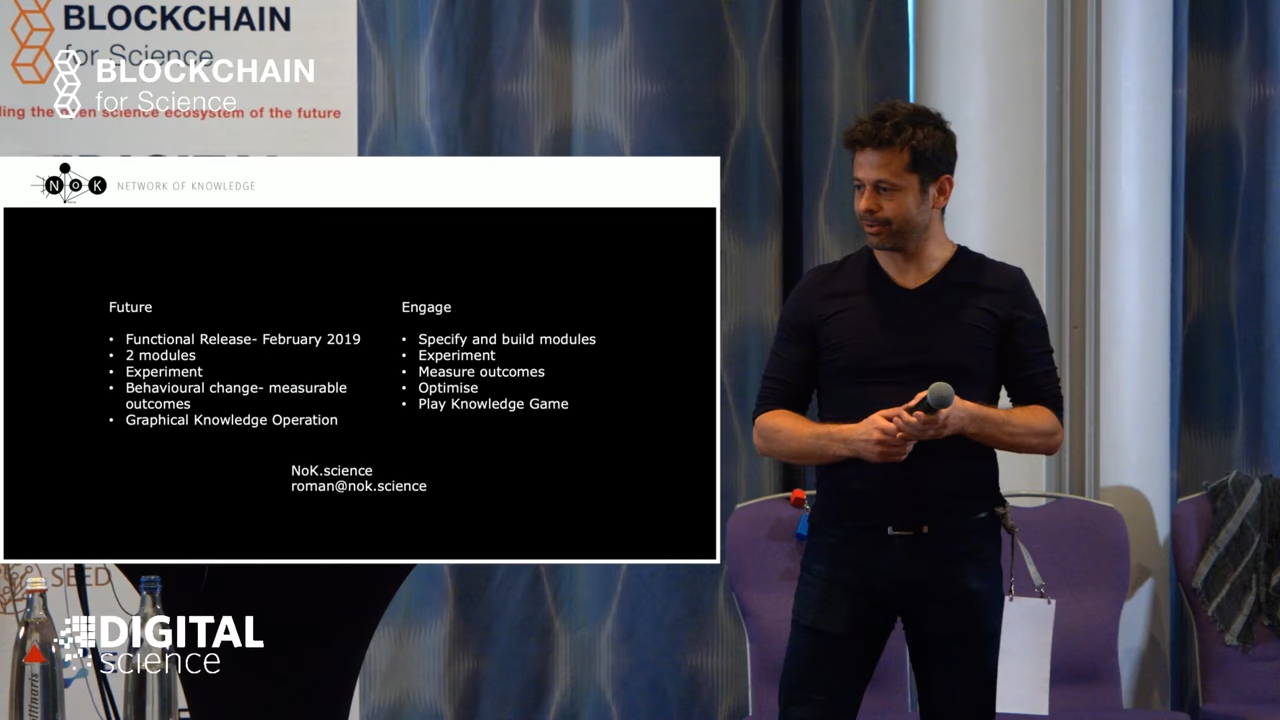 BLOCKCHAIN
for Science
BLOCKCHAIN
for Science
open science ecosystem of the future
NOK NETWORK OF KNOWLEDGE
Future
• Functional Release- February 2019
• 2 modules
• Experiment
• Behavioural change- measurable
outcomes
• Graphical Knowledge Operation
Engage
• Specify and build modules
• Experiment
• Measure outcomes
• Optimise
• Play Knowledge Game
NoK.science
roman@nok.science
SEED
DIGITAL
science